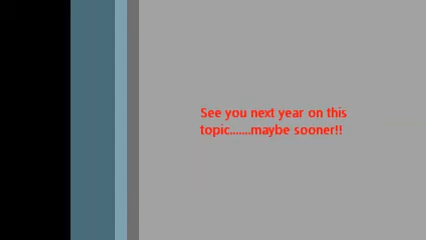 See you next year on this
topic.......maybe sooner!!